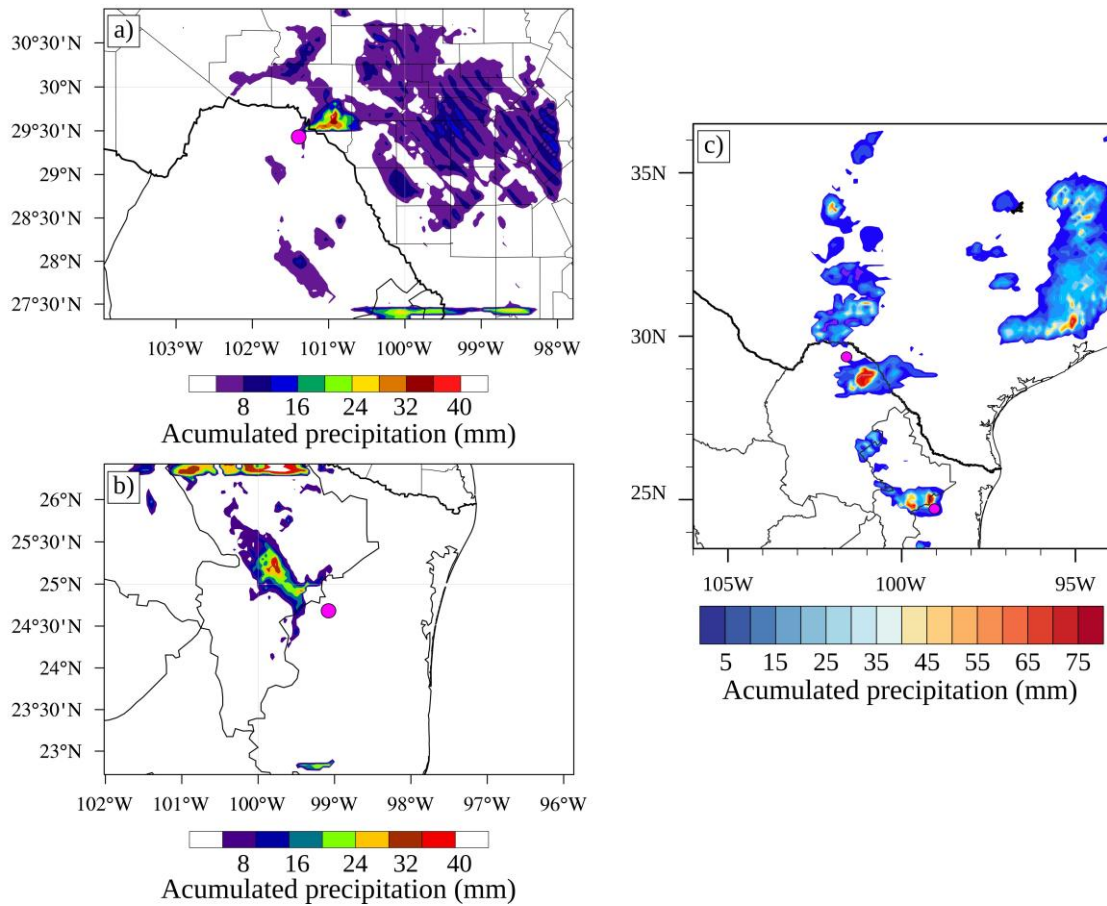 a)
30°30'N
30°N
29°30'N
29°N
28°30'N
28°N
27°30'N
103°W 102°W 101°W 100°W 99°W 98°W
8 16 24 32 40
Acumulated precipitation (mm)
b)
26°N
25°30'N
25°N
24°30'N
24°N
23°30'N
23°N
102°W 101°W 100°W 99°W 98°W 97°W 96°W
8 16 24 32 40
Acumulated precipitation (mm)
c)
35N
30N
25N
105W 100W 95W
5 15 25 35 45 55 65 75
Acumulated precipitation (mm)